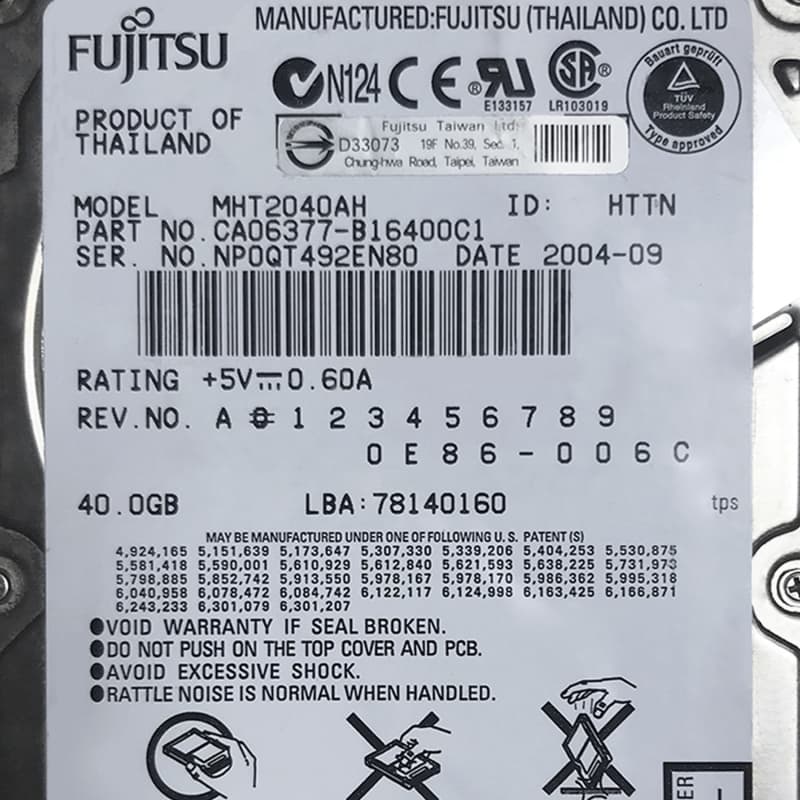 FUJITSU
MANUFACTURED:FUJITSU (THAILAND) CO. LTD
N124 CE ® RU SA ®
E133157 LR103019
Bauart geprüft
TÜV
Rheinland
Product Safety
Type approved
PRODUCT OF
THAILAND
Fujitsu Taiwan Ltd.
D33073 19F No.39, Sec. 1,
Chung-hwa Road, Taipei, Taiwan
MODEL MHT2040AH ID: HTTN
PART NO.CA06377-B16400C1
SER. NO.NP0QT492EN80 DATE 2004-09
RATING +5V⎓0.60A
REV.NO. A 0 1 2 3 4 5 6 7 8 9
0E86-006C
40.0GB LBA:78140160 tps
MAY BE MANUFACTURED UNDER ONE OF FOLLOWING U.S. PATENT(S)
4,924,165 5,151,639 5,173,647 5,307,330 5,339,206 5,404,253 5,530,875
5,581,418 5,590,001 5,610,929 5,612,840 5,621,593 5,638,225 5,731,973
5,798,885 5,852,742 5,913,550 5,978,167 5,978,170 5,986,362 5,995,318
6,040,958 6,078,472 6,084,742 6,122,117 6,124,998 6,163,425 6,166,871
6,243,233 6,301,079 6,301,207
●VOID WARRANTY IF SEAL BROKEN.
●DO NOT PUSH ON THE TOP COVER AND PCB.
●AVOID EXCESSIVE SHOCK.
●RATTLE NOISE IS NORMAL WHEN HANDLED.